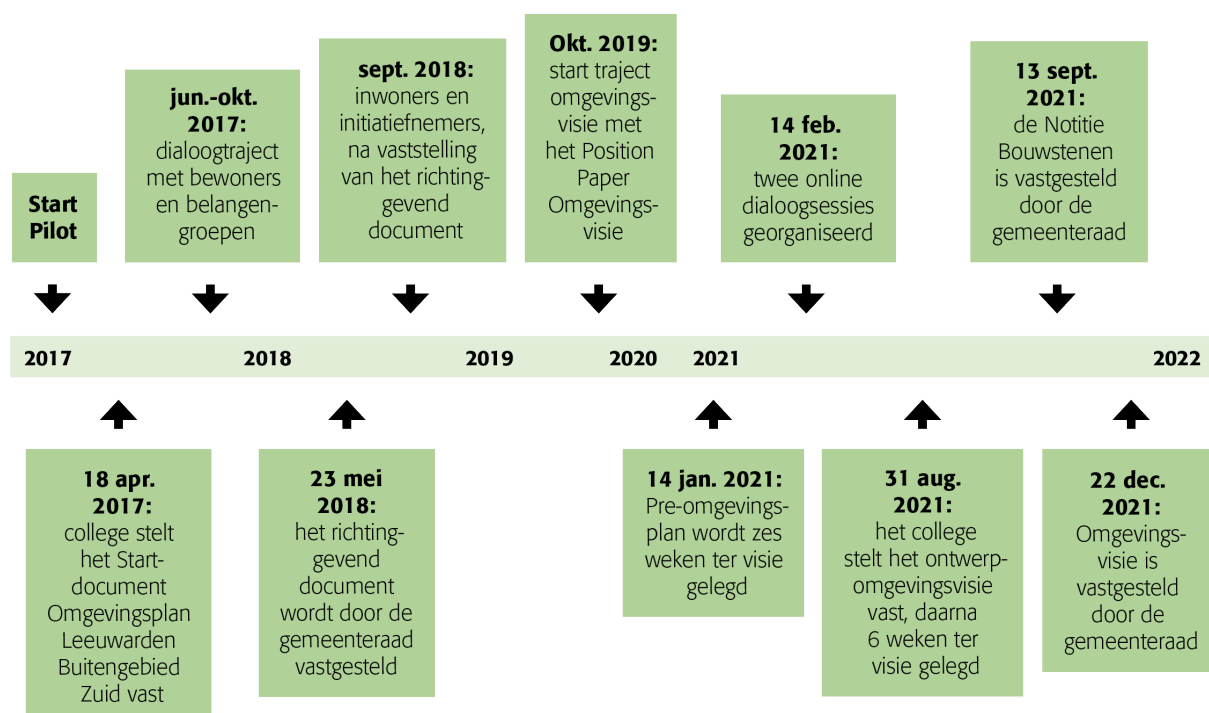 Start
Pilot
jun.-okt.
2017:
dialoogtraject
met bewoners
en belangen-
groepen
sept. 2018:
inwoners en
initiatiefnemers,
na vaststelling
van het richting-
gevend
document
Okt. 2019:
start traject
omgevings-
visie met
het Position
Paper
Omgevings-
visie
14 feb.
2021:
twee online
dialoogsessies
georganiseerd
13 sept.
2021:
de Notitie
Bouwstenen
is vastgesteld
door de
gemeenteraad
2017 2018 2019 2020 2021 2022
18 apr.
2017:
college stelt
het Start-
document
Omgevingsplan
Leeuwarden
Buitengebied
Zuid vast
23 mei
2018:
het richting-
gevend
document
wordt door de
gemeenteraad
vastgesteld
14 jan. 2021:
Pre-omgevings-
plan wordt zes
weken ter visie
gelegd
31 aug.
2021:
het college
stelt het ontwerp-
omgevingsvisie
vast, daarna
6 weken ter
visie gelegd
22 dec.
2021:
Omgevings-
visie is
vastgesteld
door de
gemeenteraad